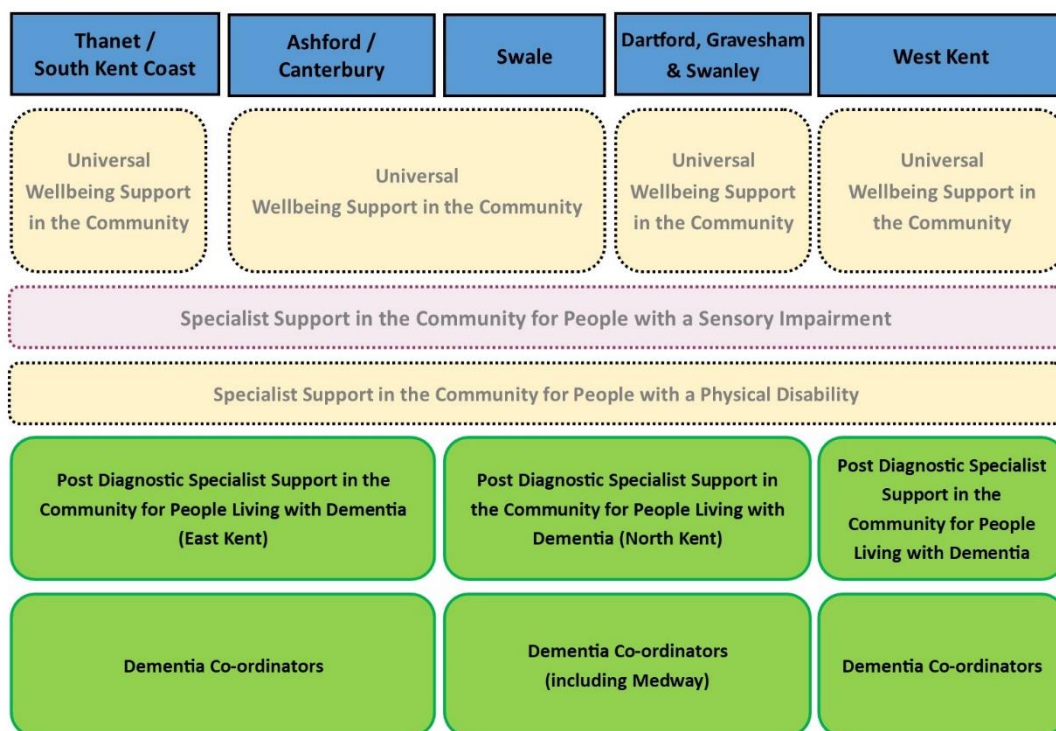 Thanet /
South Kent Coast
Ashford /
Canterbury
Swale
Dartford, Gravesham
& Swanley
West Kent
Universal
Wellbeing Support
in the Community
Universal
Wellbeing Support in the Community
Universal
Wellbeing Support
in the Community
Universal
Wellbeing Support in
the Community
Specialist Support in the Community for People with a Sensory Impairment
Specialist Support in the Community for People with a Physical Disability
Post Diagnostic Specialist Support in the
Community for People Living with Dementia
(East Kent)
Post Diagnostic Specialist Support in
the Community for People Living with
Dementia (North Kent)
Post Diagnostic Specialist
Support in the
Community for People
Living with Dementia
Dementia Co-ordinators
Dementia Co-ordinators
(including Medway)
Dementia Co-ordinators